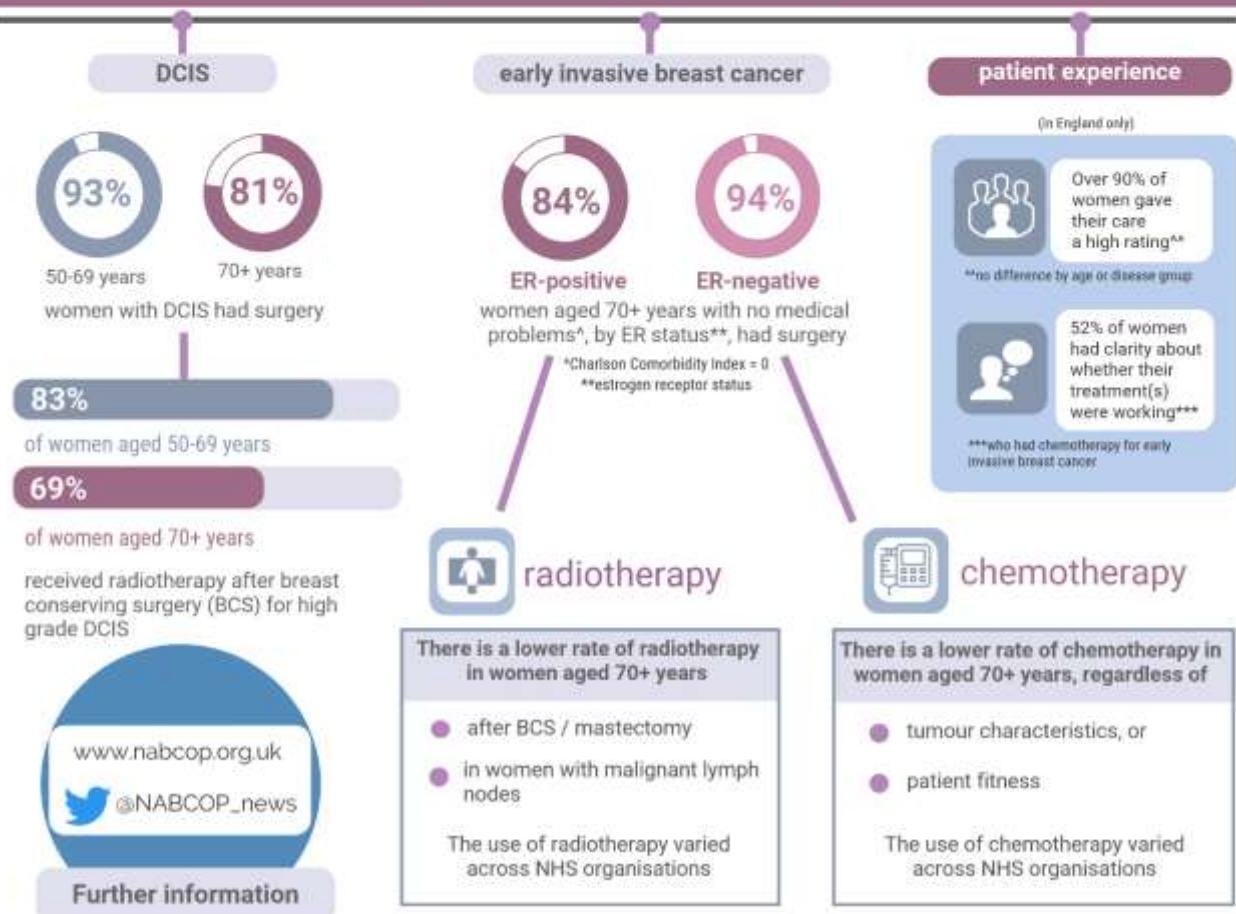 DCIS
93%
50-69 years
81%
70+ years
women with DCIS had surgery
83%
of women aged 50-69 years
69%
of women aged 70+ years
received radiotherapy after breast
conserving surgery (BCS) for high
grade DCIS
www.nabcop.org.uk
@NABCOP_news
Further information
early invasive breast cancer
84%
ER-positive
94%
ER-negative
women aged 70+ years with no medical
problems^, by ER status**, had surgery
^Charlson Comorbidity Index = 0
**estrogen receptor status
radiotherapy
There is a lower rate of radiotherapy
in women aged 70+ years
after BCS / mastectomy
in women with malignant lymph
nodes
The use of radiotherapy varied
across NHS organisations
chemotherapy
There is a lower rate of chemotherapy in
women aged 70+ years, regardless of
tumour characteristics, or
patient fitness
The use of chemotherapy varied
across NHS organisations
patient experience
(in England only)
Over 90% of
women gave
their care
a high rating^^
^^no difference by age or disease group
52% of women
had clarity about
whether their
treatment(s)
were working***
***who had chemotherapy for early
invasive breast cancer